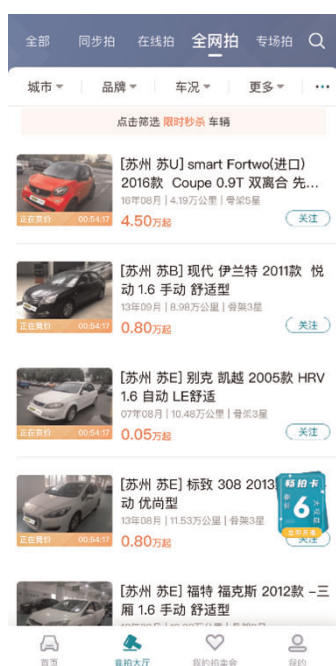 全部 同步拍 在线拍 全网拍 专场拍
城市 品牌 车况 更多
点击筛选 限时秒杀 车辆
[苏州 苏U] smart Fortwo(进口)
2016款 Coupe 0.9T 双离合 先...
16年08月 | 4.19万公里 | 骨架5星
正在竞价 00:54:17
4.50万起 关注
[苏州 苏B] 现代 伊兰特 2011款 悦
动 1.6 手动 舒适型
13年09月 | 8.98万公里 | 骨架3星
正在竞价 00:54:17
0.80万起 关注
[苏州 苏E] 别克 凯越 2005款 HRV
1.6 自动 LE舒适
07年08月 | 10.48万公里 | 骨架3星
正在竞价 00:54:17
0.05万起 关注
[苏州 苏E] 标致 308 2013
动 优尚型
13年08月 | 11.53万公里 | 骨架3星
正在竞价 00:54:17
0.80万起 关注
畅拍卡
6
立即开通
[苏州 苏E] 福特 福克斯 2012款 -三
厢 1.6 手动 舒适型
首页 竞拍大厅 我的拍卖会 我的